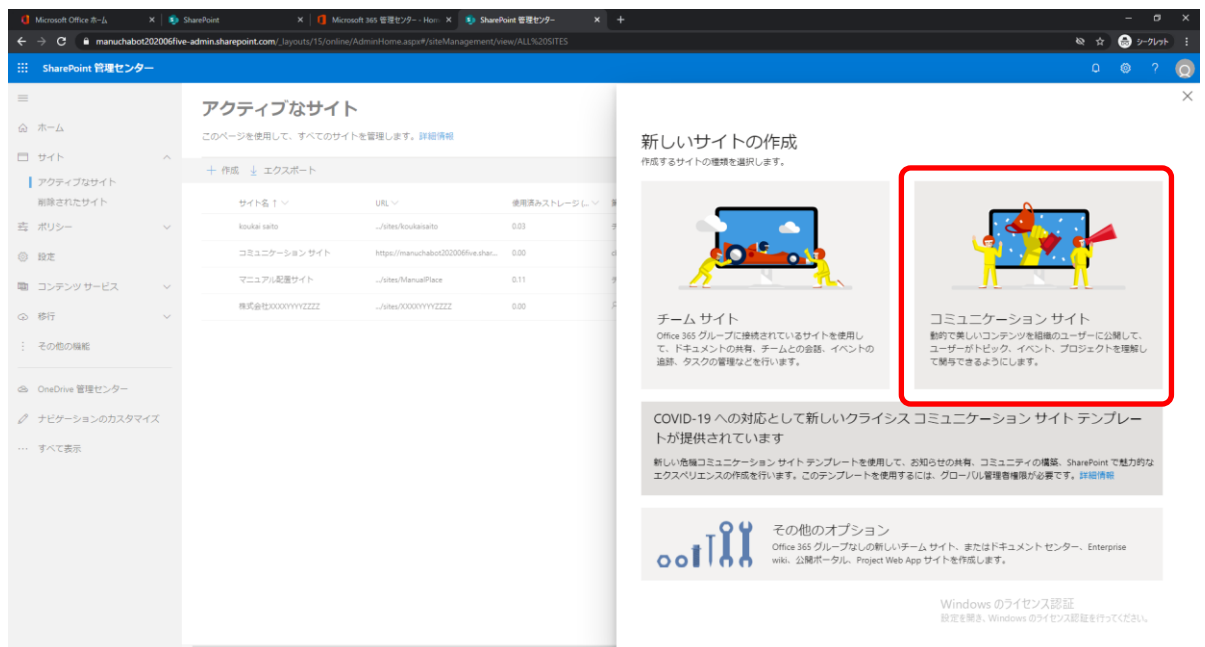 Microsoft Office ホーム
SharePoint
Microsoft 365 管理センター - Hom
SharePoint 管理センター
manuchabot202006five-admin.sharepoint.com/_layouts/15/online/AdminHome.aspx#/siteManagement/view/ALL%20SITES
シークレット
SharePoint 管理センター
ホーム
サイト
アクティブなサイト
削除されたサイト
ポリシー
設定
コンテンツ サービス
移行
その他の機能
OneDrive 管理センター
ナビゲーションのカスタマイズ
すべて表示
アクティブなサイト
このページを使用して、すべてのサイトを管理します。詳細情報
作成 エクスポート
サイト名 ↑ URL 使用済みストレージ (...
koukai saito .../sites/koukaisaito 0.03
コミュニケーション サイト https://manuchabot202006five.shar... 0.00
マニュアル配置サイト .../sites/ManualPlace 0.11
株式会社XXXXYYYYZZZZ .../sites/XXXXYYYYZZZZ 0.00
新しいサイトの作成
作成するサイトの種類を選択します。
チーム サイト
Office 365 グループに接続されているサイトを使用し
て、ドキュメントの共有、チームとの会話、イベントの
追跡、タスクの管理などを行います。
コミュニケーション サイト
動的で美しいコンテンツを組織のユーザーに公開して、
ユーザーがトピック、イベント、プロジェクトを理解し
て関与できるようにします。
COVID-19 への対応として新しいクライシス コミュニケーション サイト テンプレー
トが提供されています
新しい危機コミュニケーション サイト テンプレートを使用して、お知らせの共有、コミュニティの構築、SharePoint で魅力的な
エクスペリエンスの作成を行います。このテンプレートを使用するには、グローバル管理者権限が必要です。詳細情報
その他のオプション
Office 365 グループなしの新しいチーム サイト、またはドキュメント センター、Enterprise
wiki、公開ポータル、Project Web App サイトを作成します。
Windows のライセンス認証
設定を開き、Windows のライセンス認証を行ってください。